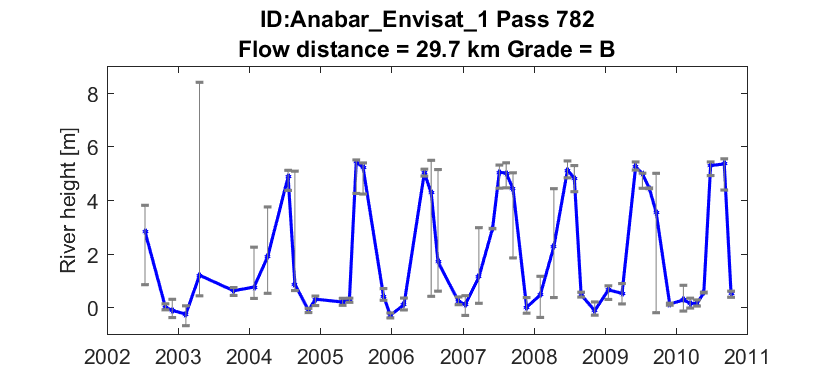 ID:Anabar_Envisat_1 Pass 782
Flow distance = 29.7 km Grade = B
River height [m]
8
6
4
2
0
2002 2003 2004 2005 2006 2007 2008 2009 2010 2011